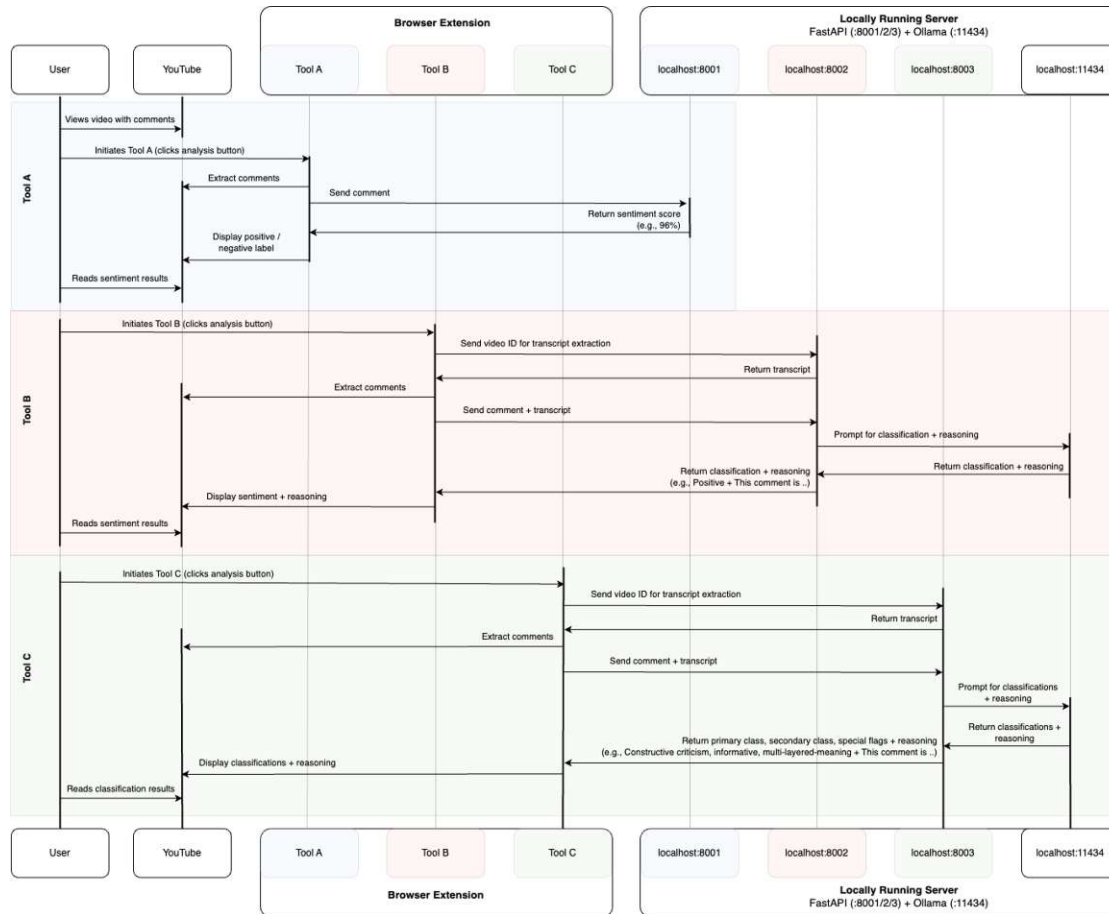 Browser Extension
Locally Running Server
FastAPI (:8001/2/3) + Ollama (:11434)
User
YouTube
Tool A
Tool B
Tool C
localhost:8001
localhost:8002
localhost:8003
localhost:11434
Tool A
Views video with comments
Initiates Tool A (clicks analysis button)
Extract comments
Send comment
Return sentiment score
(e.g., 96%)
Display positive /
negative label
Reads sentiment results
Tool B
Initiates Tool B (clicks analysis button)
Send video ID for transcript extraction
Return transcript
Extract comments
Send comment + transcript
Prompt for classification + reasoning
Return classification + reasoning
Return classification + reasoning
(e.g., Positive + This comment is ..)
Display sentiment + reasoning
Reads sentiment results
Tool C
Initiates Tool C (clicks analysis button)
Send video ID for transcript extraction
Return transcript
Extract comments
Send comment + transcript
Prompt for classifications
+ reasoning
Return classifications +
reasoning
Return primary class, secondary class, special flags + reasoning
(e.g., Constructive criticism, informative, multi-layered-meaning + This comment is ..)
Display classifications + reasoning
Reads classification results
User
YouTube
Tool A
Tool B
Tool C
localhost:8001
localhost:8002
localhost:8003
localhost:11434
Browser Extension
Locally Running Server
FastAPI (:8001/2/3) + Ollama (:11434)